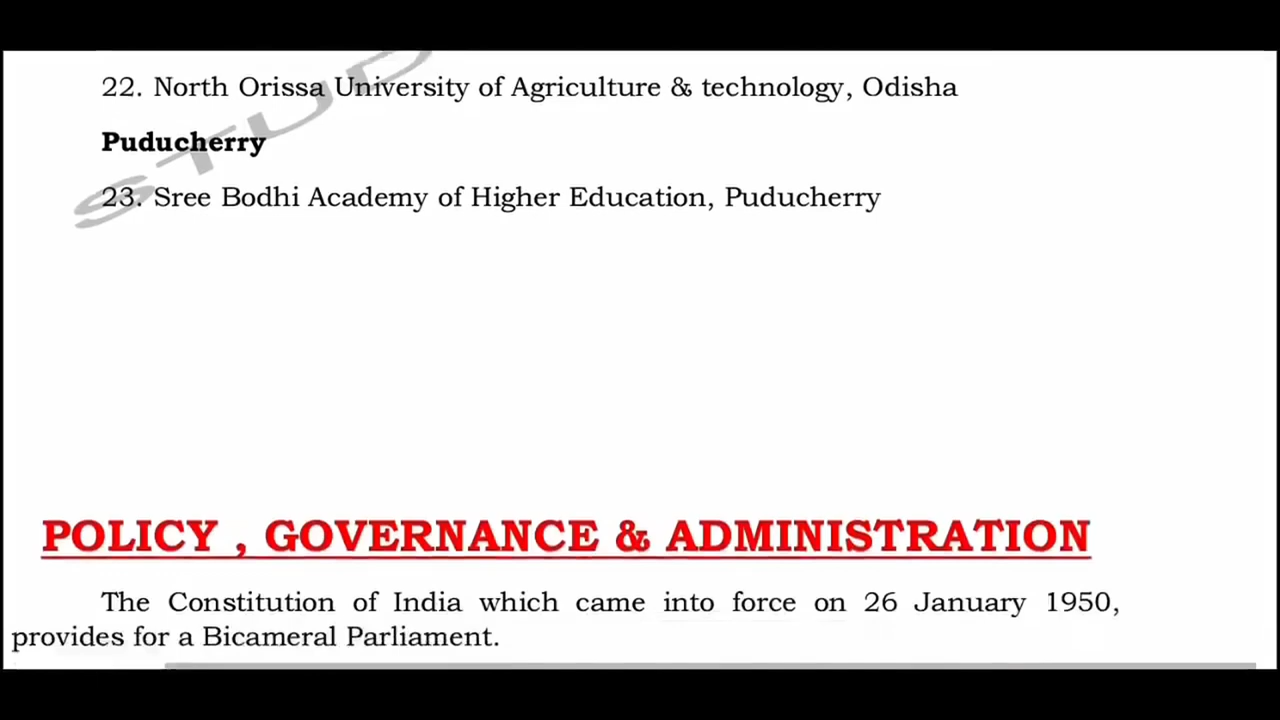 22. North Orissa University of Agriculture & technology, Odisha
Puducherry
23. Sree Bodhi Academy of Higher Education, Puducherry
STUD
POLICY , GOVERNANCE & ADMINISTRATION
The Constitution of India which came into force on 26 January 1950,
provides for a Bicameral Parliament.